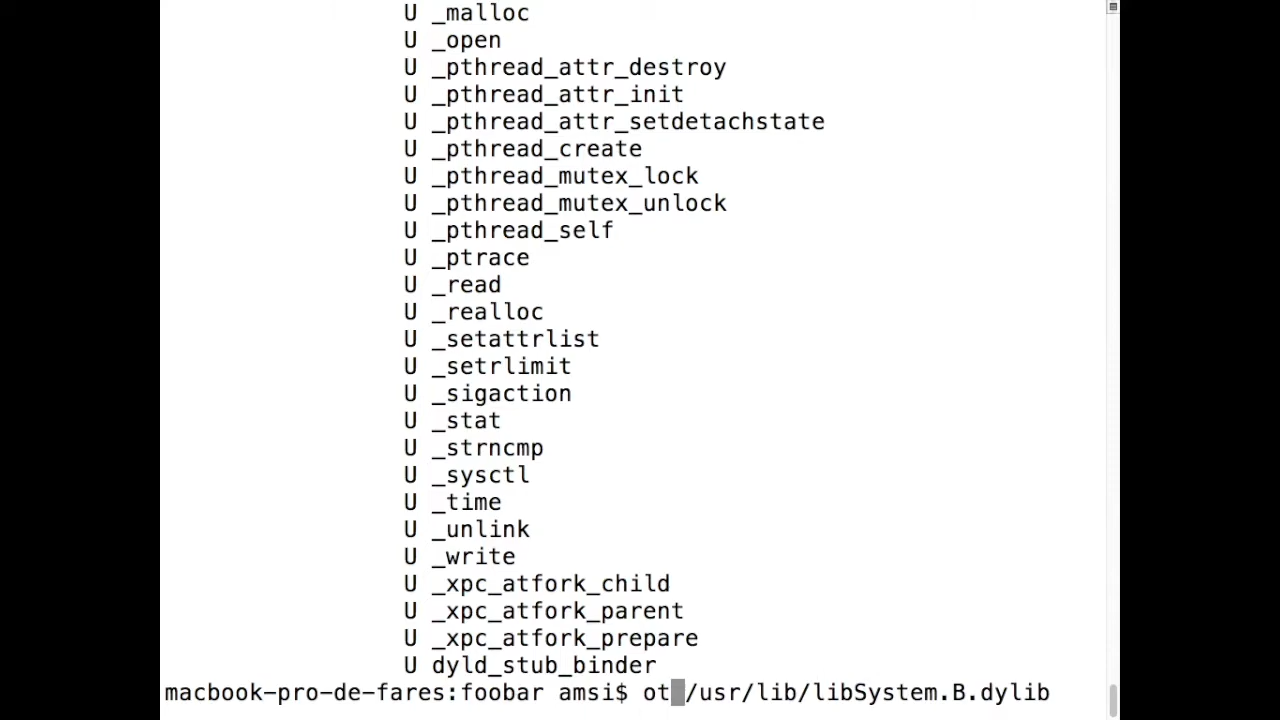 U _malloc
U _open
U _pthread_attr_destroy
U _pthread_attr_init
U _pthread_attr_setdetachstate
U _pthread_create
U _pthread_mutex_lock
U _pthread_mutex_unlock
U _pthread_self
U _ptrace
U _read
U _realloc
U _setattrlist
U _setrlimit
U _sigaction
U _stat
U _strncmp
U _sysctl
U _time
U _unlink
U _write
U _xpc_atfork_child
U _xpc_atfork_parent
U _xpc_atfork_prepare
U dyld_stub_binder
macbook-pro-de-fares:foobar amsi$ ot /usr/lib/libSystem.B.dylib